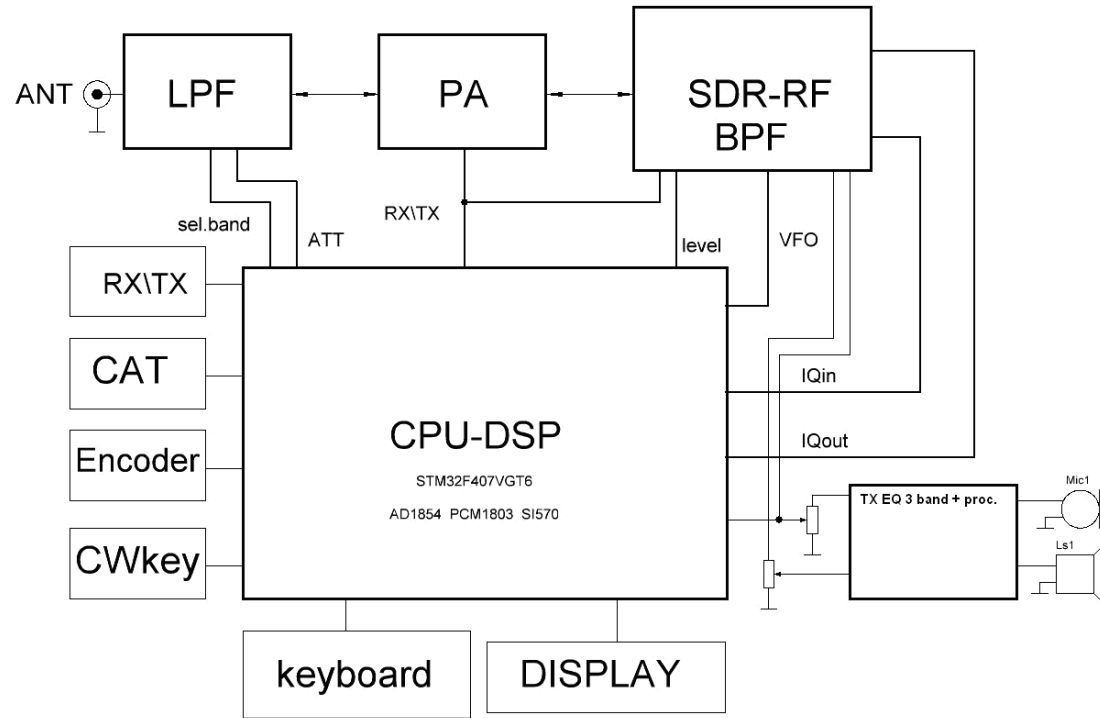 ANT
LPF
PA
SDR-RF
BPF
sel.band
ATT
RX\TX
level
VFO
RX\TX
CAT
Encoder
CWkey
CPU-DSP
STM32F407VGT6
AD1854 PCM1803 SI570
IQin
IQout
TX EQ 3 band + proc.
Mic1
Ls1
keyboard
DISPLAY